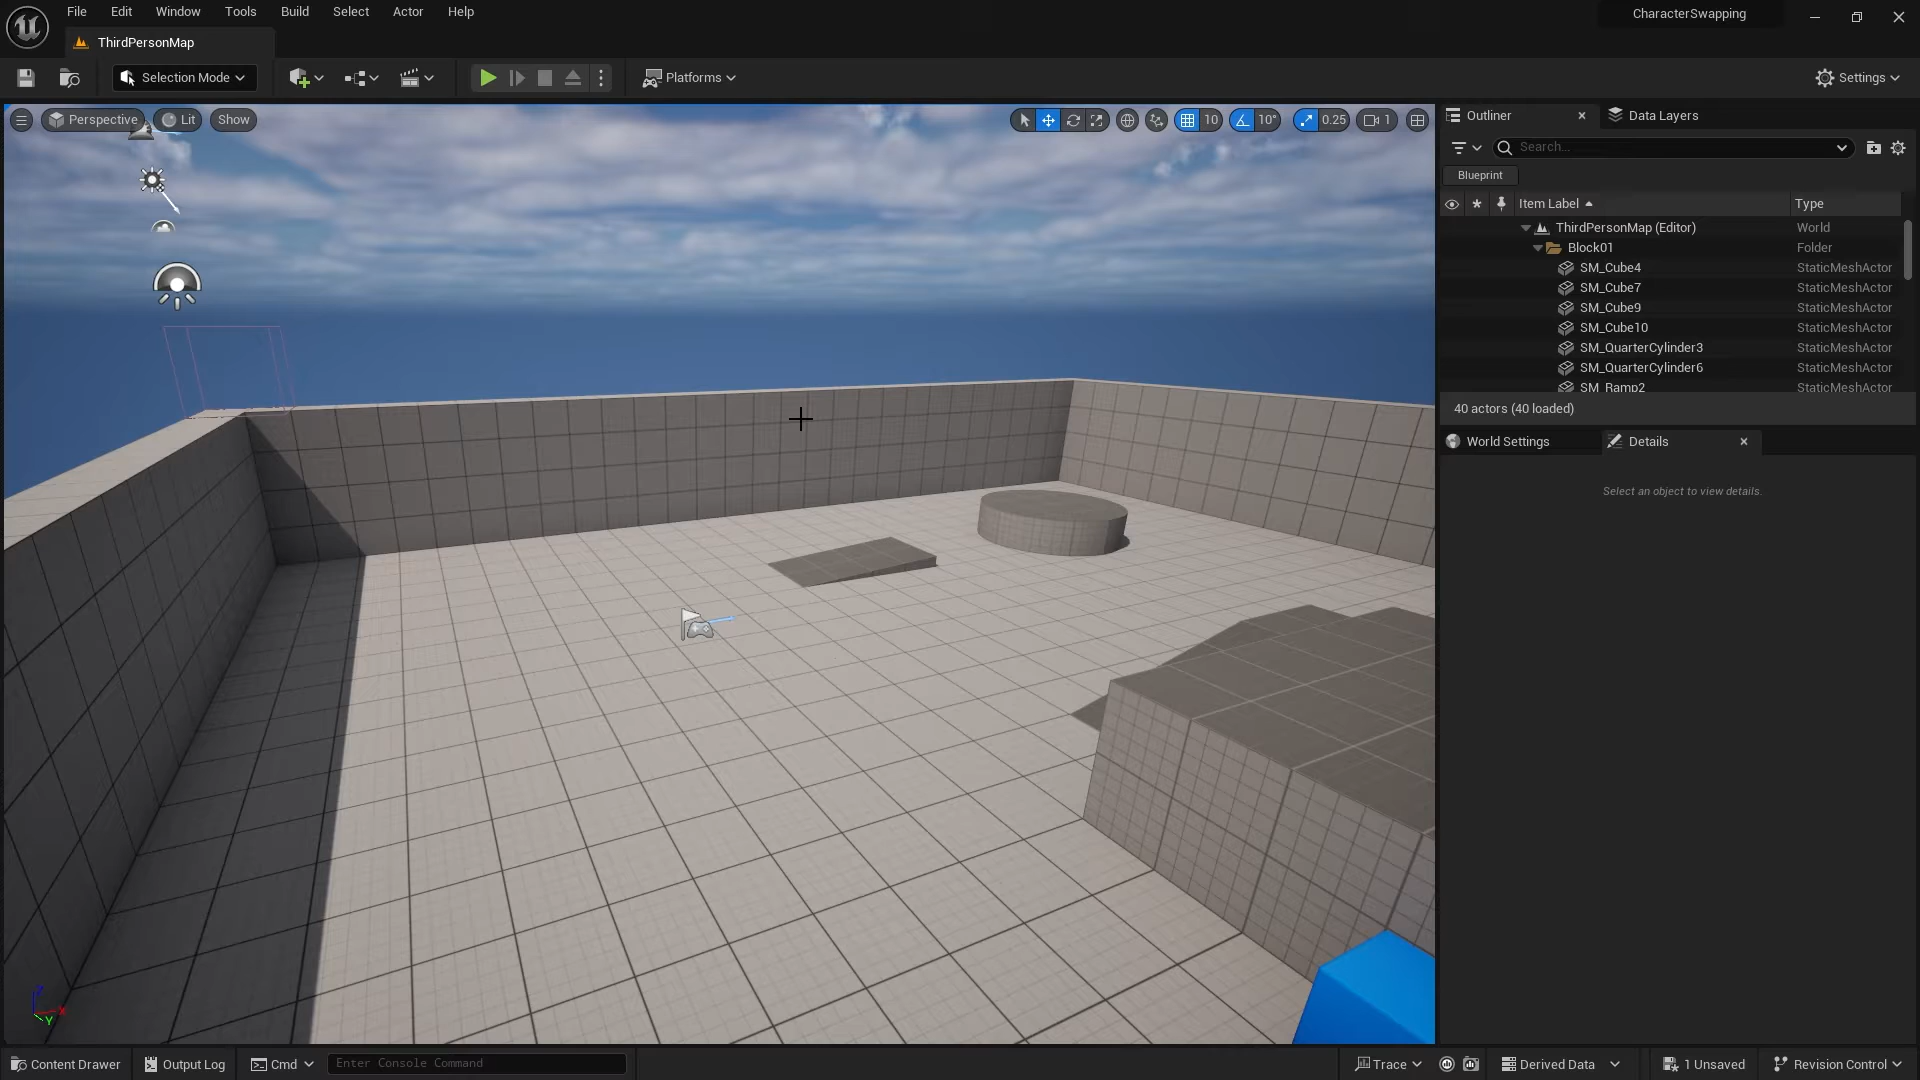 File Edit Window Tools Build Select Actor Help
CharacterSwapping
ThirdPersonMap
Selection Mode
Platforms
Settings
Perspective Lit Show
10 10° 0.25 1
Outliner
Data Layers
Search...
Blueprint
Item Label Type
ThirdPersonMap (Editor) World
Block01 Folder
SM_Cube4 StaticMeshActor
SM_Cube7 StaticMeshActor
SM_Cube9 StaticMeshActor
SM_Cube10 StaticMeshActor
SM_QuarterCylinder3 StaticMeshActor
SM_QuarterCylinder6 StaticMeshActor
SM_Ramp2 StaticMeshActor
40 actors (40 loaded)
World Settings
Details
Select an object to view details.
Z
X
Y
Content Drawer Output Log Cmd Enter Console Command Trace Derived Data 1 Unsaved Revision Control